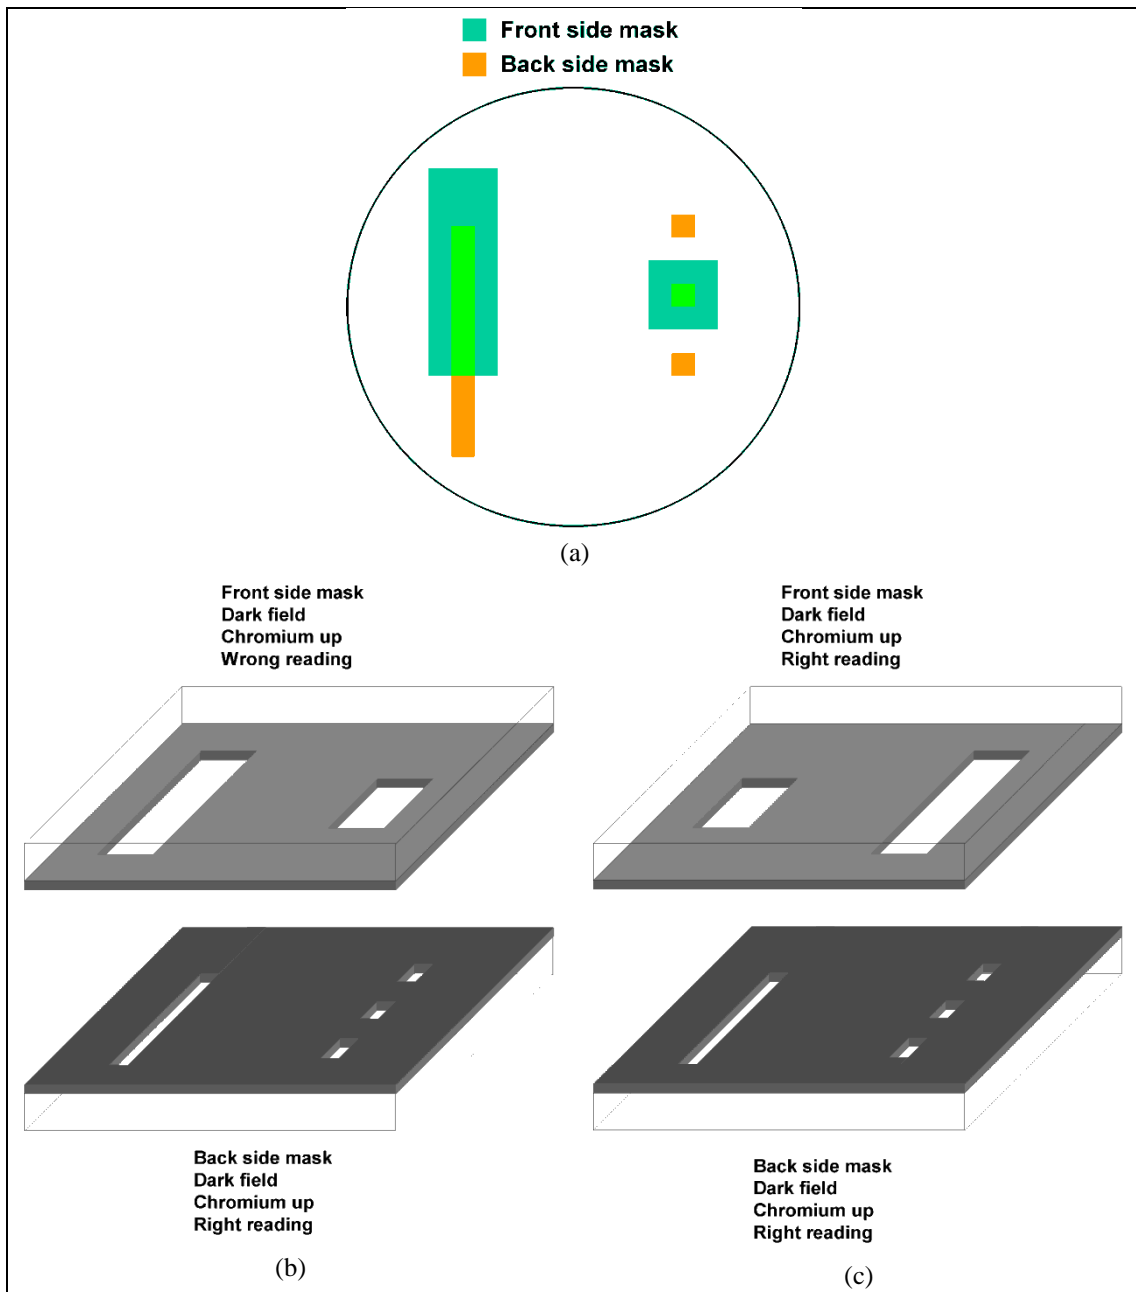 Front side mask
Back side mask
(a)
Front side mask
Dark field
Chromium up
Wrong reading
Front side mask
Dark field
Chromium up
Right reading
Back side mask
Dark field
Chromium up
Right reading
(b)
Back side mask
Dark field
Chromium up
Right reading
(c)